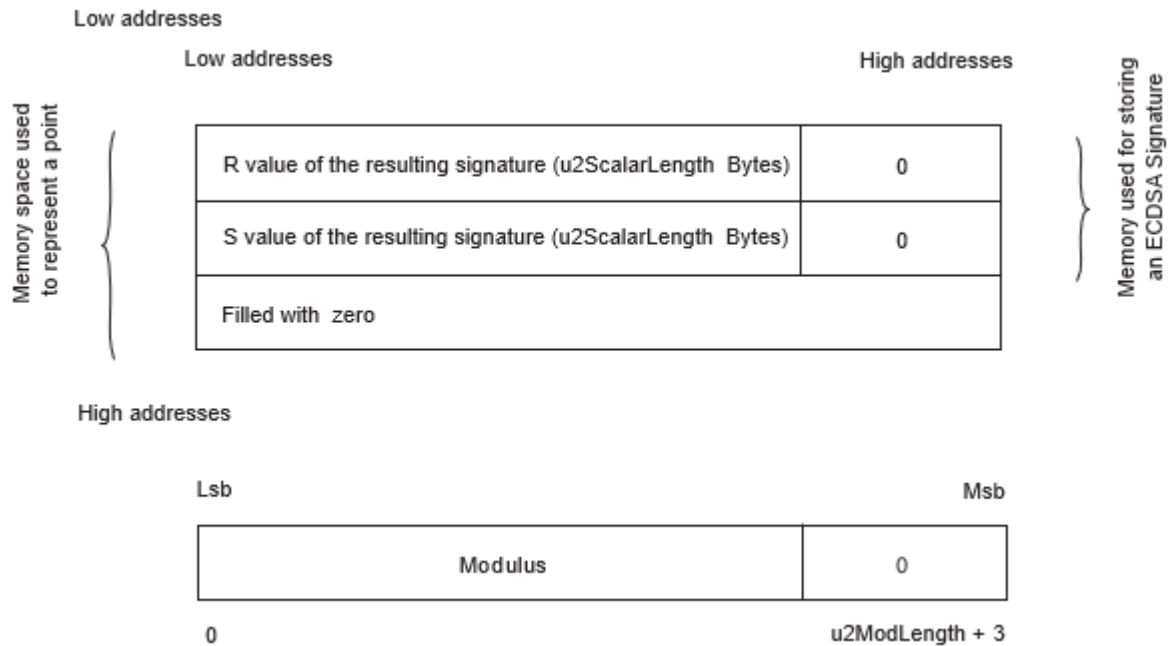 Low addresses
Low addresses
High addresses
Memory space used
to represent a point
R value of the resulting signature (u2ScalarLength Bytes)
0
S value of the resulting signature (u2ScalarLength Bytes)
0
Filled with zero
Memory used for storing
an ECDSA Signature
High addresses
Lsb
Msb
Modulus
0
0
u2ModLength + 3